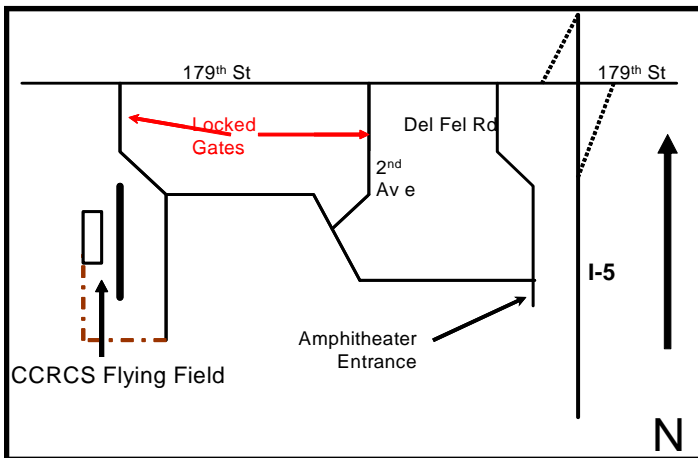 179th St
179th St
Locked
Gates
Del Fel Rd
2nd
Av e
I-5
Amphitheater
Entrance
CCRCS Flying Field
N